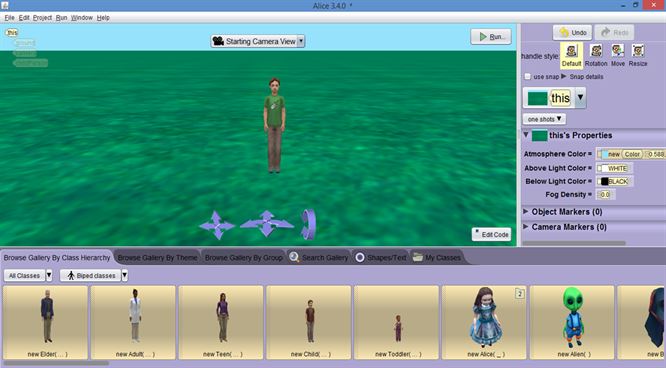 Alice 3.4.0 *
File Edit Project Run Window Help
this
Starting Camera View
Run...
Undo
Redo
handle style:
Default Rotation Move Resize
use snap Snap details
this
one shots
this's Properties
Atmosphere Color = new Color 0.588
Above Light Color = WHITE
Below Light Color = BLACK
Fog Density = 0.0
Object Markers (0)
Camera Markers (0)
Edit Code
Browse Gallery By Class Hierarchy Browse Gallery By Theme Browse Gallery By Group Search Gallery Shapes/Text My Classes
All Classes Biped classes
2
new Elder( ... ) new Adult( ... ) new Teen( ... ) new Child( ... ) new Toddler( ... ) new Alice( _ ) new Alien( ) new B